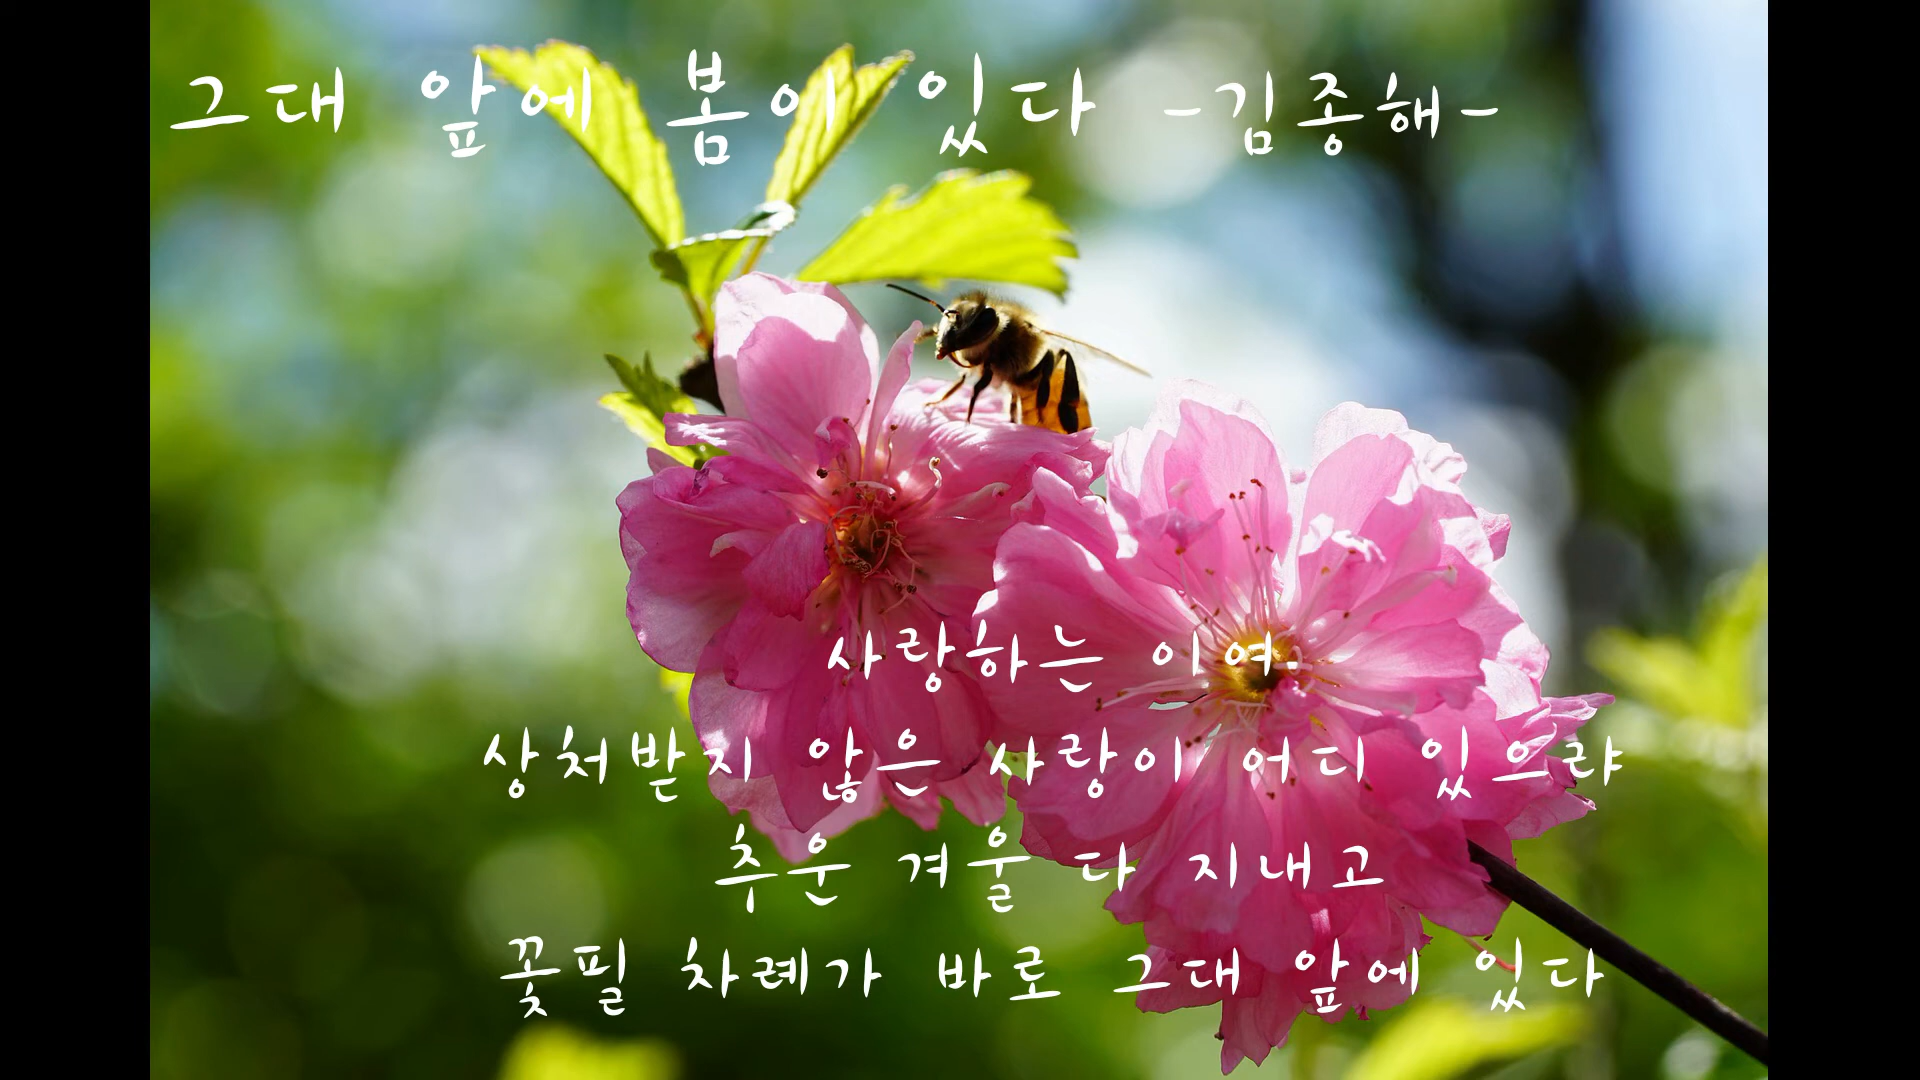 그대 앞에 봄이 있다 -김종해-
사랑하는 이여
상처받지 않은 사랑이 어디 있으랴
추운 겨울 다 지내고
꽃필 차례가 바로 그대 앞에 있다